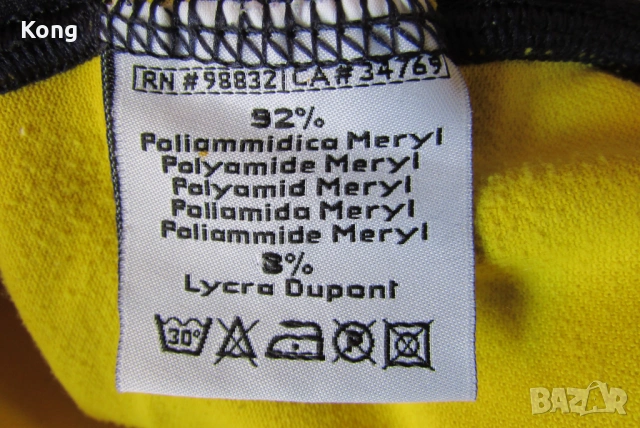 Kong
RN #98832 CA#34769
92%
Poliammidica Meryl
Polyamide Meryl
Polyamid Meryl
Poliamida Meryl
Poliammide Meryl
8%
Lycra Dupont
30° P
BAZAR